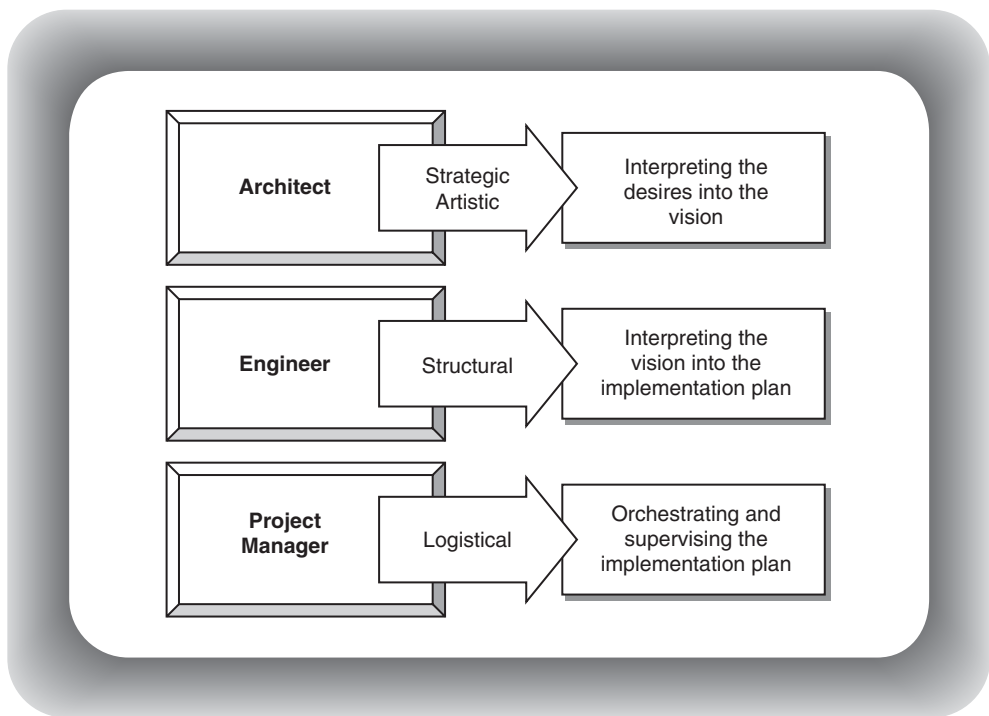 Architect
Strategic
Artistic
Interpreting the
desires into the
vision
Engineer
Structural
Interpreting the
vision into the
implementation plan
Project
Manager
Logistical
Orchestrating and
supervising the
implementation plan